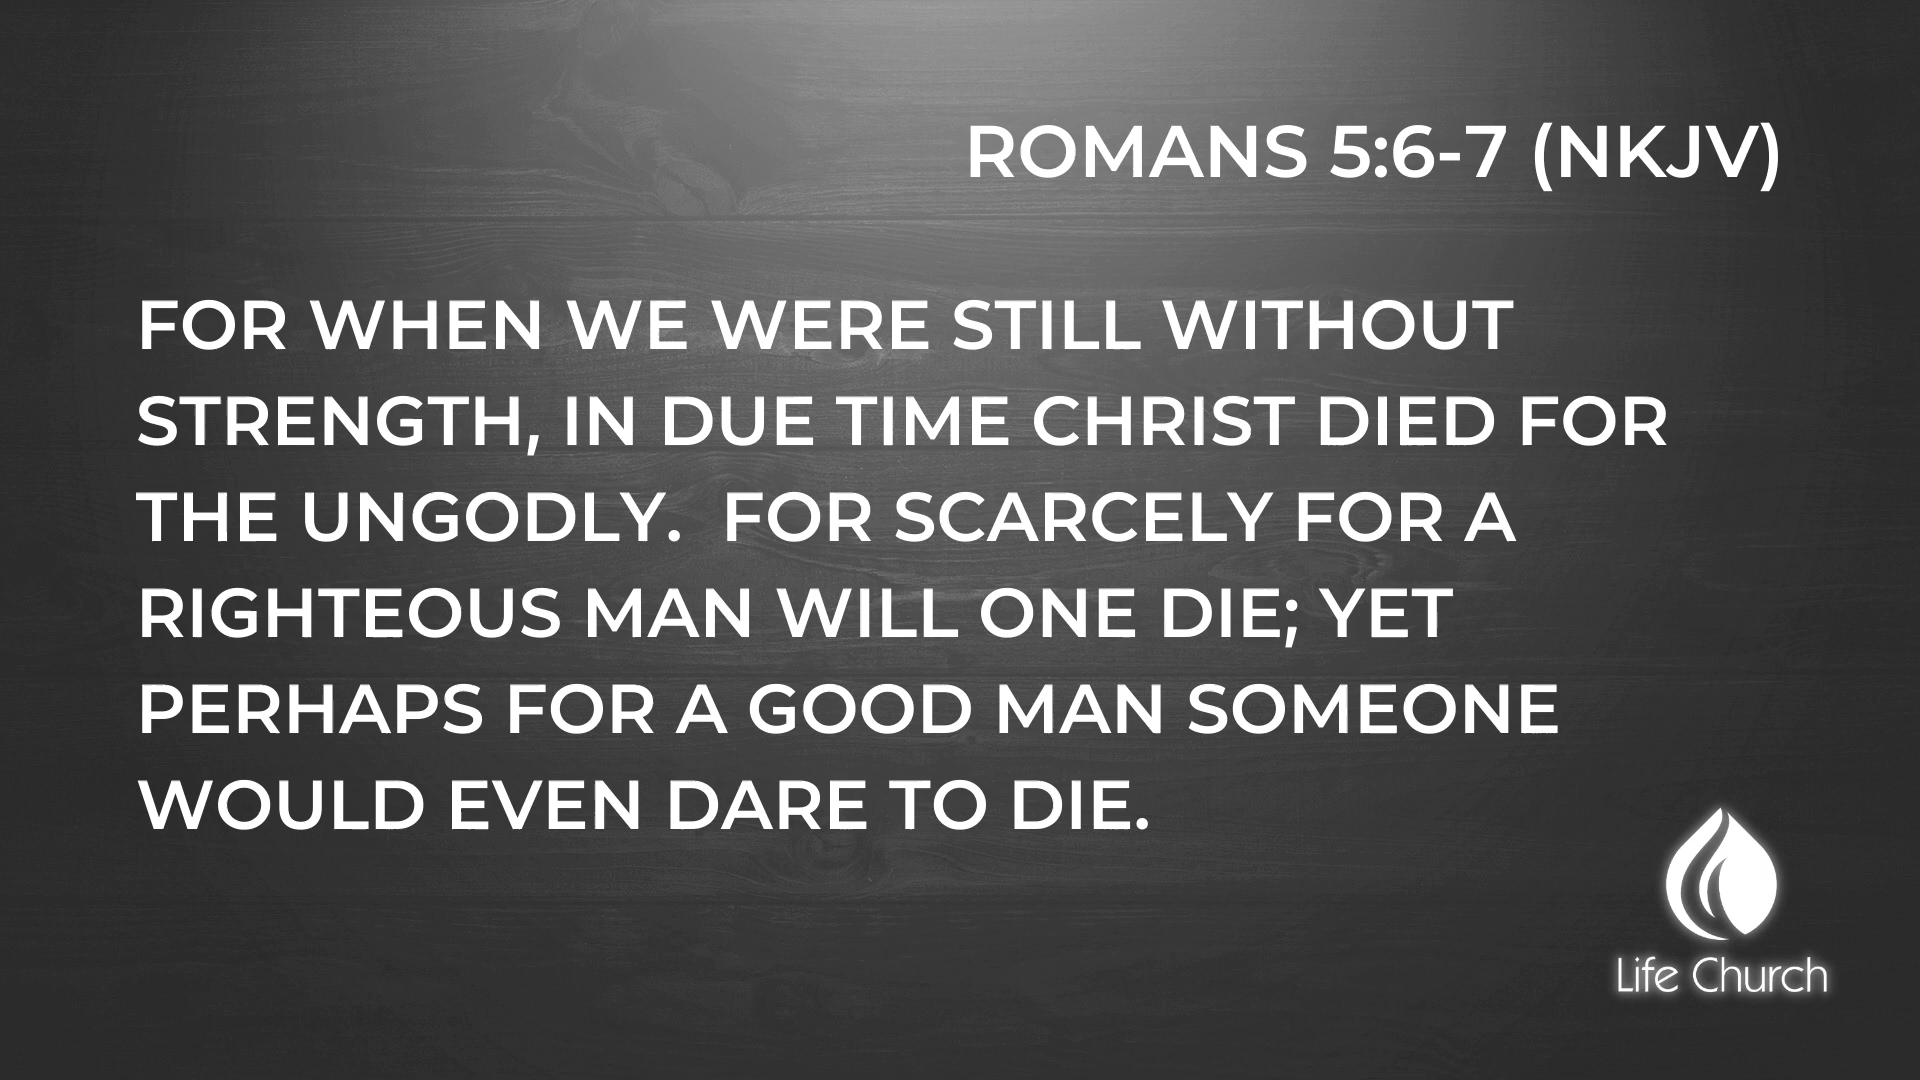 ROMANS 5:6-7 (NKJV)
FOR WHEN WE WERE STILL WITHOUT
STRENGTH, IN DUE TIME CHRIST DIED FOR
THE UNGODLY.  FOR SCARCELY FOR A
RIGHTEOUS MAN WILL ONE DIE; YET
PERHAPS FOR A GOOD MAN SOMEONE
WOULD EVEN DARE TO DIE.
Life Church